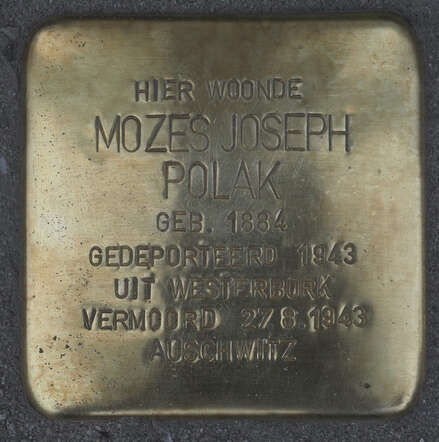 HIER WOONDE
MOZES JOSEPH
POLAK
GEB. 1884
GEDEPORTEERD 1943
UIT WESTERBORK
VERMOORD 27.8.1943
AUSCHWITZ